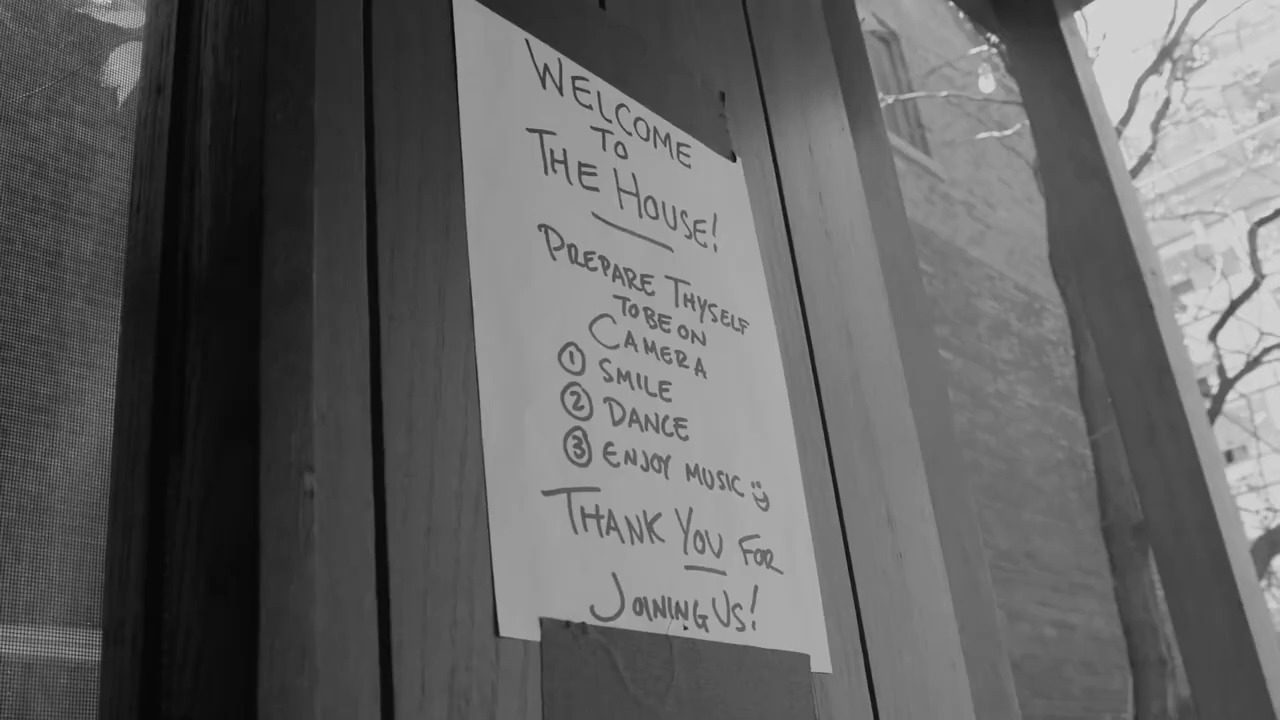 WELCOME
TO
THE HOUSE!
PREPARE THYSELF
TO BE ON
CAMERA
① SMILE
② DANCE
③ ENJOY MUSIC :)
THANK YOU FOR
JOINING US!